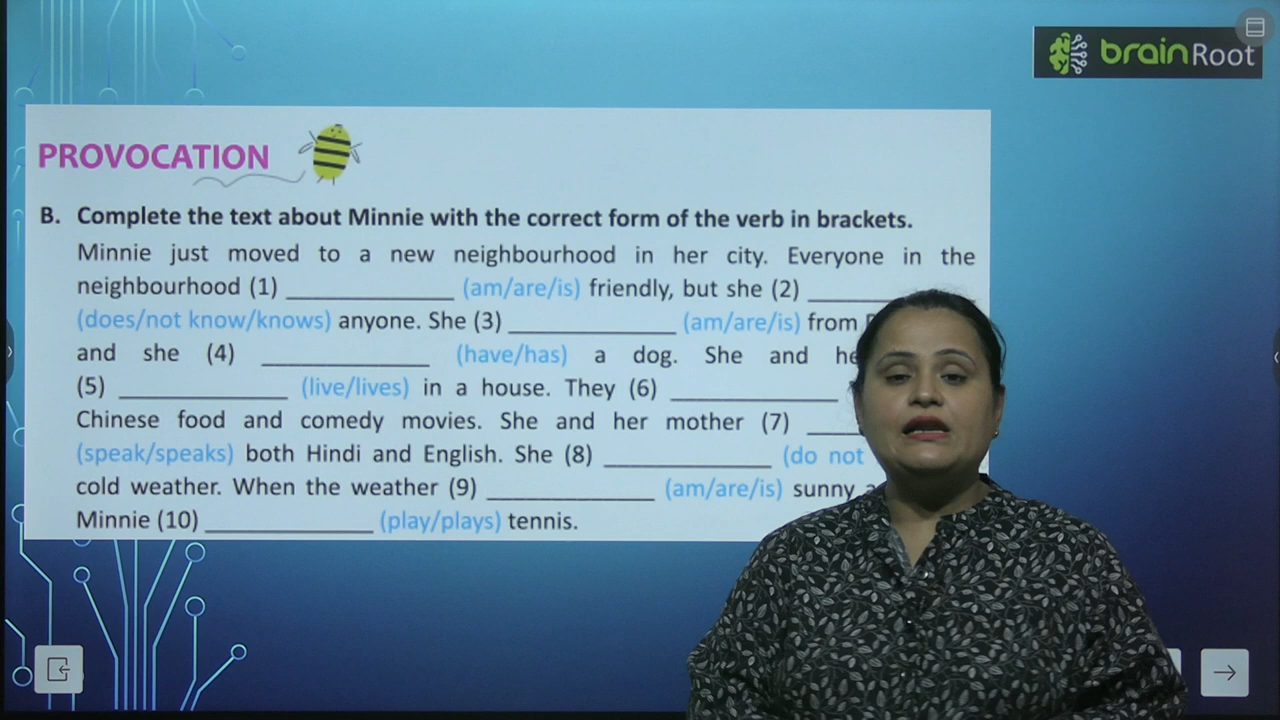 brainRoot
PROVOCATION
B. Complete the text about Minnie with the correct form of the verb in brackets.
Minnie just moved to a new neighbourhood in her city. Everyone in the
neighbourhood (1) ______________ (am/are/is) friendly, but she (2) ______
(does/not know/knows) anyone. She (3) ______________ (am/are/is) from
and she (4) ______________ (have/has) a dog. She and
(5) ______________ (live/lives) in a house. They (6) ______________
Chinese food and comedy movies. She and her mother (7) ____
(speak/speaks) both Hindi and English. She (8) ______________ (do not
cold weather. When the weather (9) ______________ (am/are/is) sunny
Minnie (10) ______________ (play/plays) tennis.